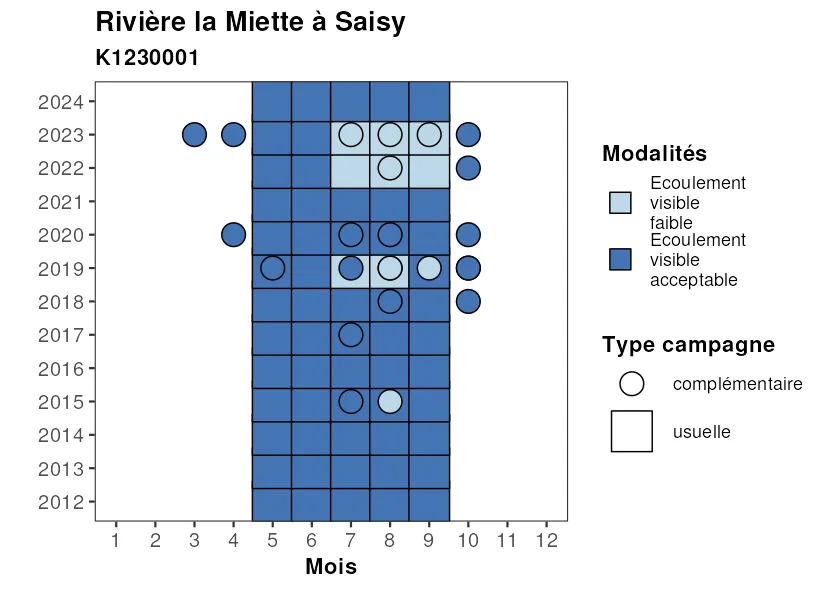 Rivière la Miette à Saisy
K1230001
2024
2023
2022
2021
2020
2019
2018
2017
2016
2015
2014
2013
2012
1 2 3 4 5 6 7 8 9 10 11 12
Mois
Modalités
Ecoulement
visible
faible
Ecoulement
visible
acceptable
Type campagne
complémentaire
usuelle